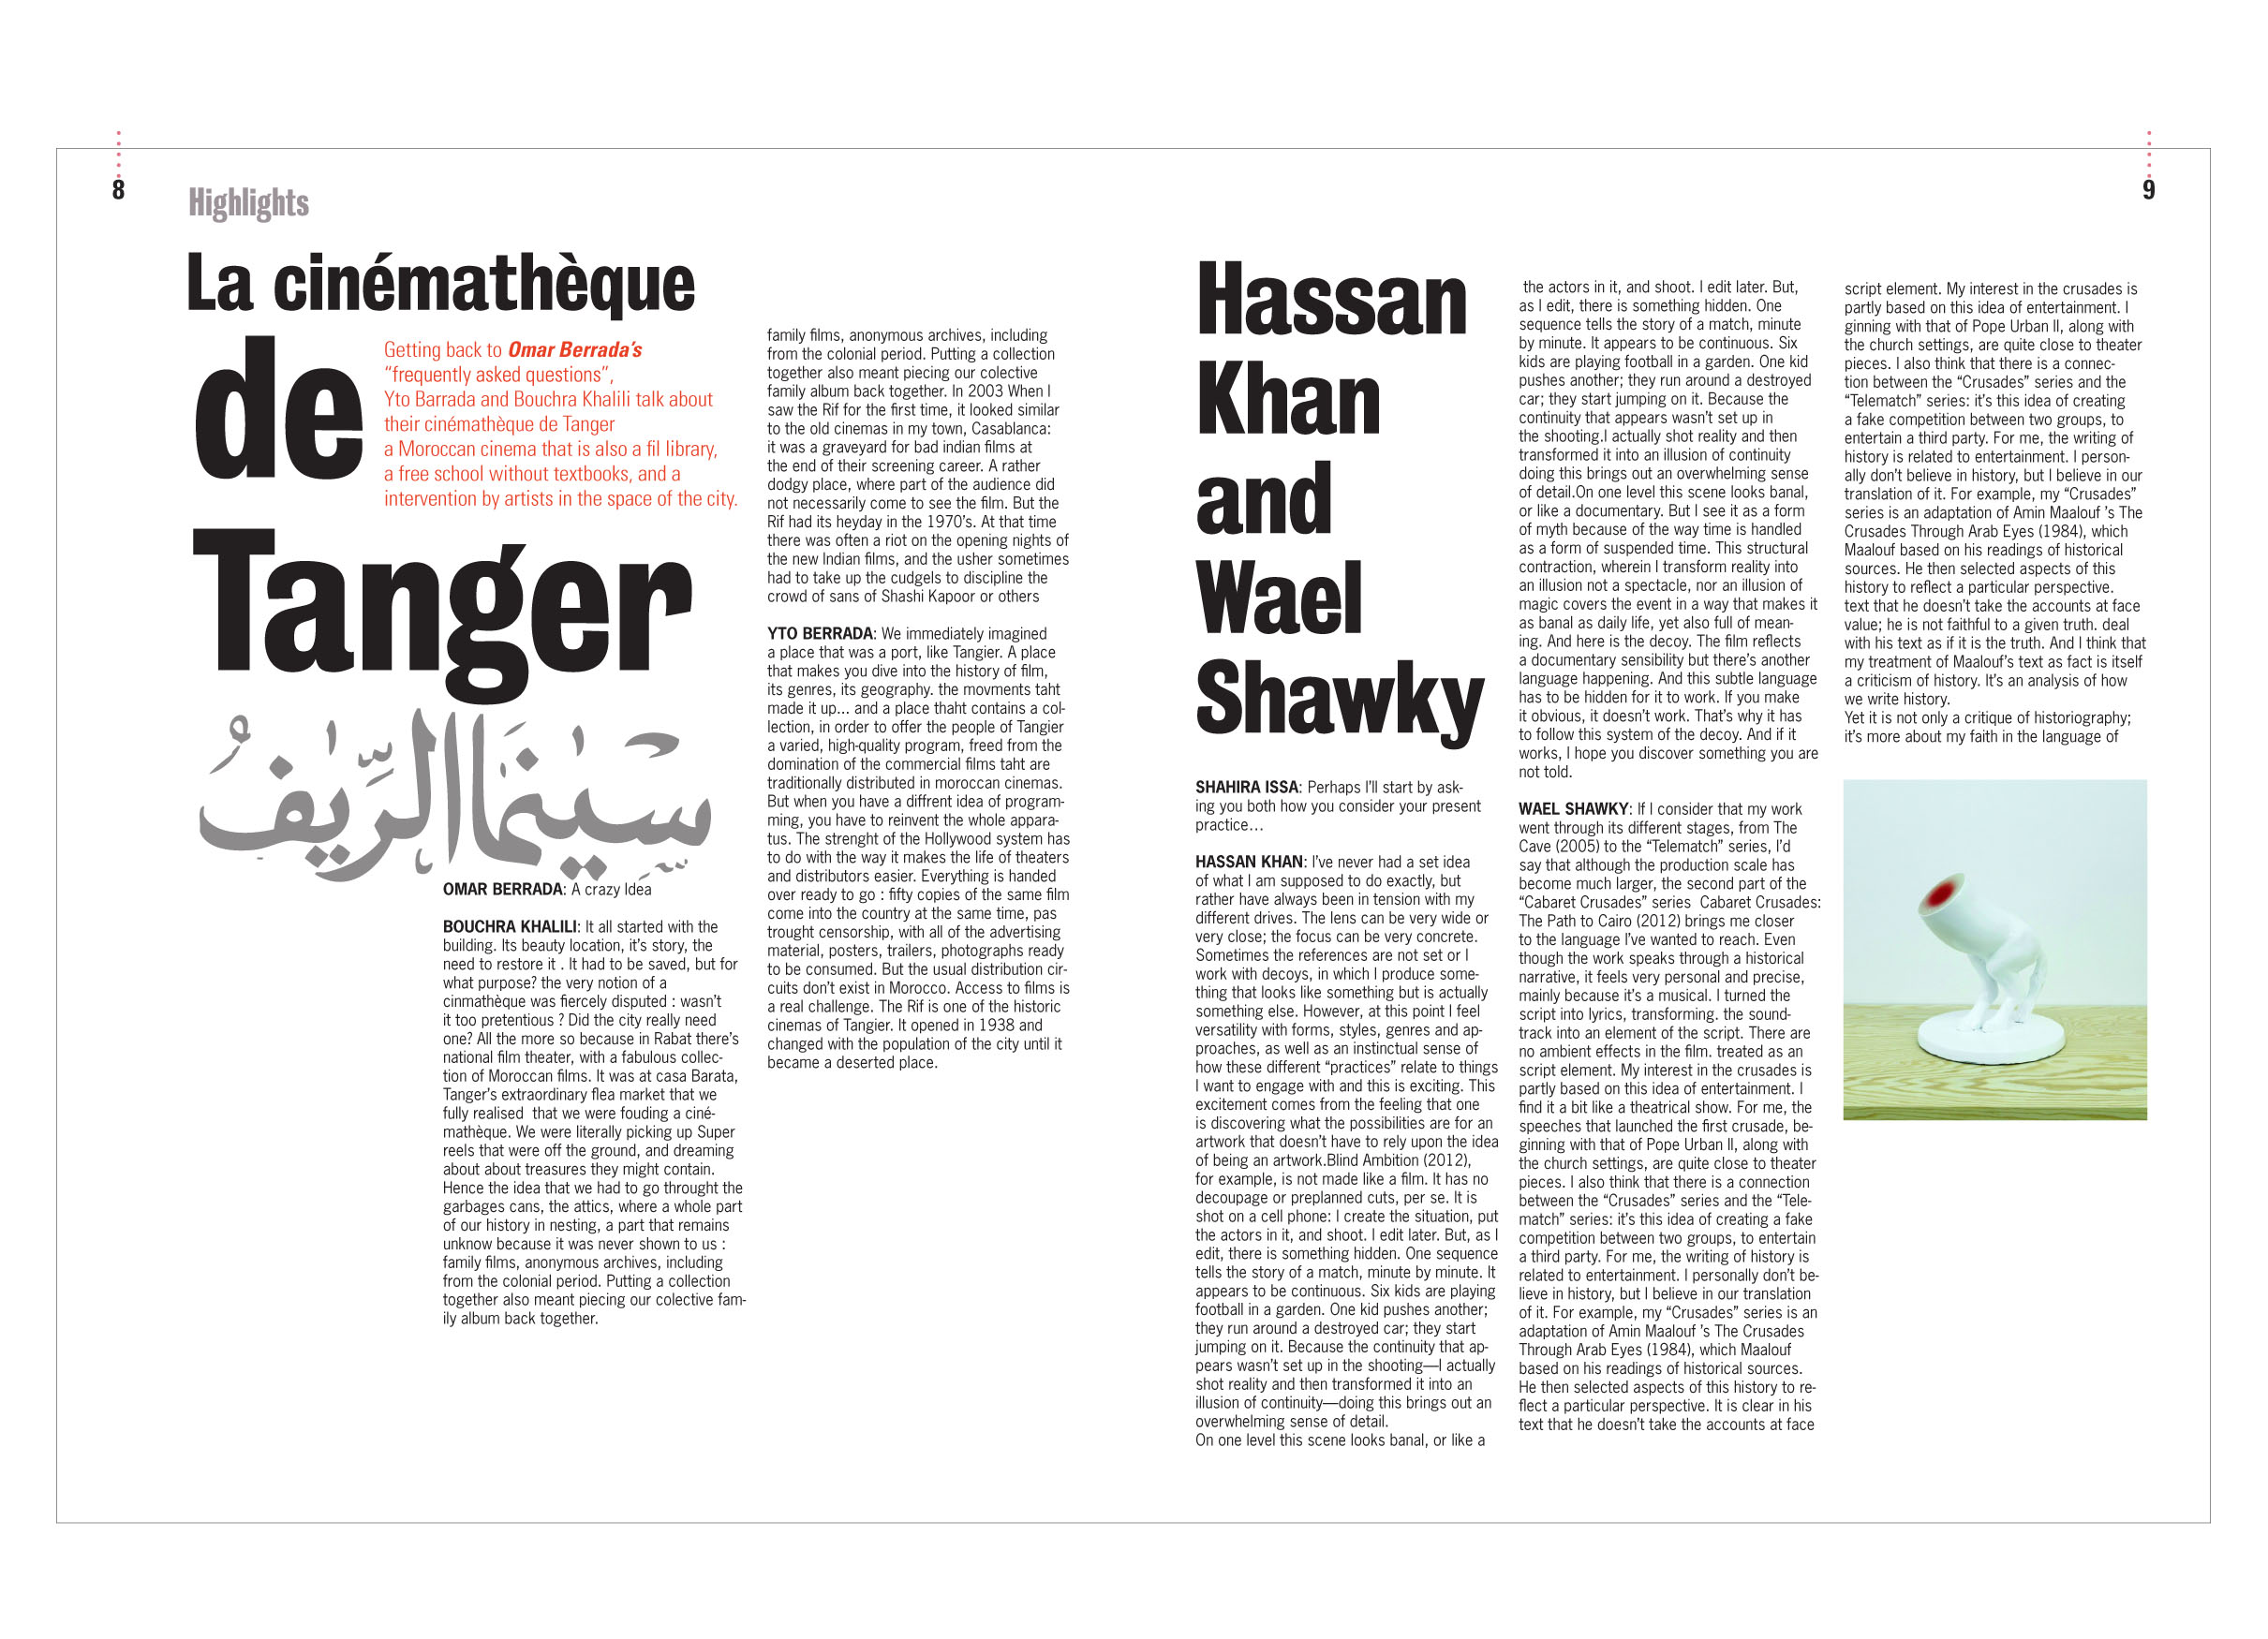 8
Highlights
La cinémathèque
de
Tanger
Getting back to Omar Berrada’s
“frequently asked questions”,
Yto Barrada and Bouchra Khalili talk about
their cinémathèque de Tanger
a Moroccan cinema that is also a fil library,
a free school without textbooks, and a
intervention by artists in the space of the city.
سينما الريف
OMAR BERRADA: A crazy Idea
BOUCHRA KHALILI: It all started with the
building. Its beauty location, it’s story, the
need to restore it . It had to be saved, but for
what purpose? the very notion of a
cinmathèque was fiercely disputed : wasn’t
it too pretentious ? Did the city really need
one? All the more so because in Rabat there’s
national film theater, with a fabulous collec-
tion of Moroccan films. It was at casa Barata,
Tanger’s extraordinary flea market that we
fully realised  that we were fouding a ciné-
mathèque. We were literally picking up Super
reels that were off the ground, and dreaming
about about treasures they might contain.
Hence the idea that we had to go throught the
garbages cans, the attics, where a whole part
of our history in nesting, a part that remains
unknow because it was never shown to us :
family films, anonymous archives, including
from the colonial period. Putting a collection
together also meant piecing our colective fam-
ily album back together.
family films, anonymous archives, including
from the colonial period. Putting a collection
together also meant piecing our colective
family album back together. In 2003 When I
saw the Rif for the first time, it looked similar
to the old cinemas in my town, Casablanca:
it was a graveyard for bad indian films at
the end of their screening career. A rather
dodgy place, where part of the audience did
not necessarily come to see the film. But the
Rif had its heyday in the 1970’s. At that time
there was often a riot on the opening nights of
the new Indian films, and the usher sometimes
had to take up the cudgels to discipline the
crowd of sans of Shashi Kapoor or others
YTO BERRADA: We immediately imagined
a place that was a port, like Tangier. A place
that makes you dive into the history of film,
its genres, its geography. the movments taht
made it up... and a place thaht contains a col-
lection, in order to offer the people of Tangier
a varied, high-quality program, freed from the
domination of the commercial films taht are
traditionally distributed in moroccan cinemas.
But when you have a diffrent idea of program-
ming, you have to reinvent the whole appara-
tus. The strenght of the Hollywood system has
to do with the way it makes the life of theaters
and distributors easier. Everything is handed
over ready to go : fifty copies of the same film
come into the country at the same time, pas
trought censorship, with all of the advertising
material, posters, trailers, photographs ready
to be consumed. But the usual distribution cir-
cuits don’t exist in Morocco. Access to films is
a real challenge. The Rif is one of the historic
cinemas of Tangier. It opened in 1938 and
changed with the population of the city until it
became a deserted place.
9
Hassan
Khan
and
Wael
Shawky
SHAHIRA ISSA: Perhaps I’ll start by ask-
ing you both how you consider your present
practice…
HASSAN KHAN: I’ve never had a set idea
of what I am supposed to do exactly, but
rather have always been in tension with my
different drives. The lens can be very wide or
very close; the focus can be very concrete.
Sometimes the references are not set or I
work with decoys, in which I produce some-
thing that looks like something but is actually
something else. However, at this point I feel
versatility with forms, styles, genres and ap-
proaches, as well as an instinctual sense of
how these different “practices” relate to things
I want to engage with and this is exciting. This
excitement comes from the feeling that one
is discovering what the possibilities are for an
artwork that doesn’t have to rely upon the idea
of being an artwork.Blind Ambition (2012),
for example, is not made like a film. It has no
decoupage or preplanned cuts, per se. It is
shot on a cell phone: I create the situation, put
the actors in it, and shoot. I edit later. But, as I
edit, there is something hidden. One sequence
tells the story of a match, minute by minute. It
appears to be continuous. Six kids are playing
football in a garden. One kid pushes another;
they run around a destroyed car; they start
jumping on it. Because the continuity that ap-
pears wasn’t set up in the shooting—I actually
shot reality and then transformed it into an
illusion of continuity—doing this brings out an
overwhelming sense of detail.
On one level this scene looks banal, or like a
the actors in it, and shoot. I edit later. But,
as I edit, there is something hidden. One
sequence tells the story of a match, minute
by minute. It appears to be continuous. Six
kids are playing football in a garden. One kid
pushes another; they run around a destroyed
car; they start jumping on it. Because the
continuity that appears wasn’t set up in
the shooting.I actually shot reality and then
transformed it into an illusion of continuity
doing this brings out an overwhelming sense
of detail.On one level this scene looks banal,
or like a documentary. But I see it as a form
of myth because of the way time is handled
as a form of suspended time. This structural
contraction, wherein I transform reality into
an illusion not a spectacle, nor an illusion of
magic covers the event in a way that makes it
as banal as daily life, yet also full of mean-
ing. And here is the decoy. The film reflects
a documentary sensibility but there’s another
language happening. And this subtle language
has to be hidden for it to work. If you make
it obvious, it doesn’t work. That’s why it has
to follow this system of the decoy. And if it
works, I hope you discover something you are
not told.
WAEL SHAWKY: If I consider that my work
went through its different stages, from The
Cave (2005) to the “Telematch” series, I’d
say that although the production scale has
become much larger, the second part of the
“Cabaret Crusades” series  Cabaret Crusades:
The Path to Cairo (2012) brings me closer
to the language I’ve wanted to reach. Even
though the work speaks through a historical
narrative, it feels very personal and precise,
mainly because it’s a musical. I turned the
script into lyrics, transforming. the sound-
track into an element of the script. There are
no ambient effects in the film. treated as an
script element. My interest in the crusades is
partly based on this idea of entertainment. I
find it a bit like a theatrical show. For me, the
speeches that launched the first crusade, be-
ginning with that of Pope Urban II, along with
the church settings, are quite close to theater
pieces. I also think that there is a connection
between the “Crusades” series and the “Tele-
match” series: it’s this idea of creating a fake
competition between two groups, to entertain
a third party. For me, the writing of history is
related to entertainment. I personally don’t be-
lieve in history, but I believe in our translation
of it. For example, my “Crusades” series is an
adaptation of Amin Maalouf ’s The Crusades
Through Arab Eyes (1984), which Maalouf
based on his readings of historical sources.
He then selected aspects of this history to re-
flect a particular perspective. It is clear in his
text that he doesn’t take the accounts at face
script element. My interest in the crusades is
partly based on this idea of entertainment. I
ginning with that of Pope Urban II, along with
the church settings, are quite close to theater
pieces. I also think that there is a connec-
tion between the “Crusades” series and the
“Telematch” series: it’s this idea of creating
a fake competition between two groups, to
entertain a third party. For me, the writing of
history is related to entertainment. I person-
ally don’t believe in history, but I believe in our
translation of it. For example, my “Crusades”
series is an adaptation of Amin Maalouf ’s The
Crusades Through Arab Eyes (1984), which
Maalouf based on his readings of historical
sources. He then selected aspects of this
history to reflect a particular perspective.
text that he doesn’t take the accounts at face
value; he is not faithful to a given truth. deal
with his text as if it is the truth. And I think that
my treatment of Maalouf’s text as fact is itself
a criticism of history. It’s an analysis of how
we write history.
Yet it is not only a critique of historiography;
it’s more about my faith in the language of